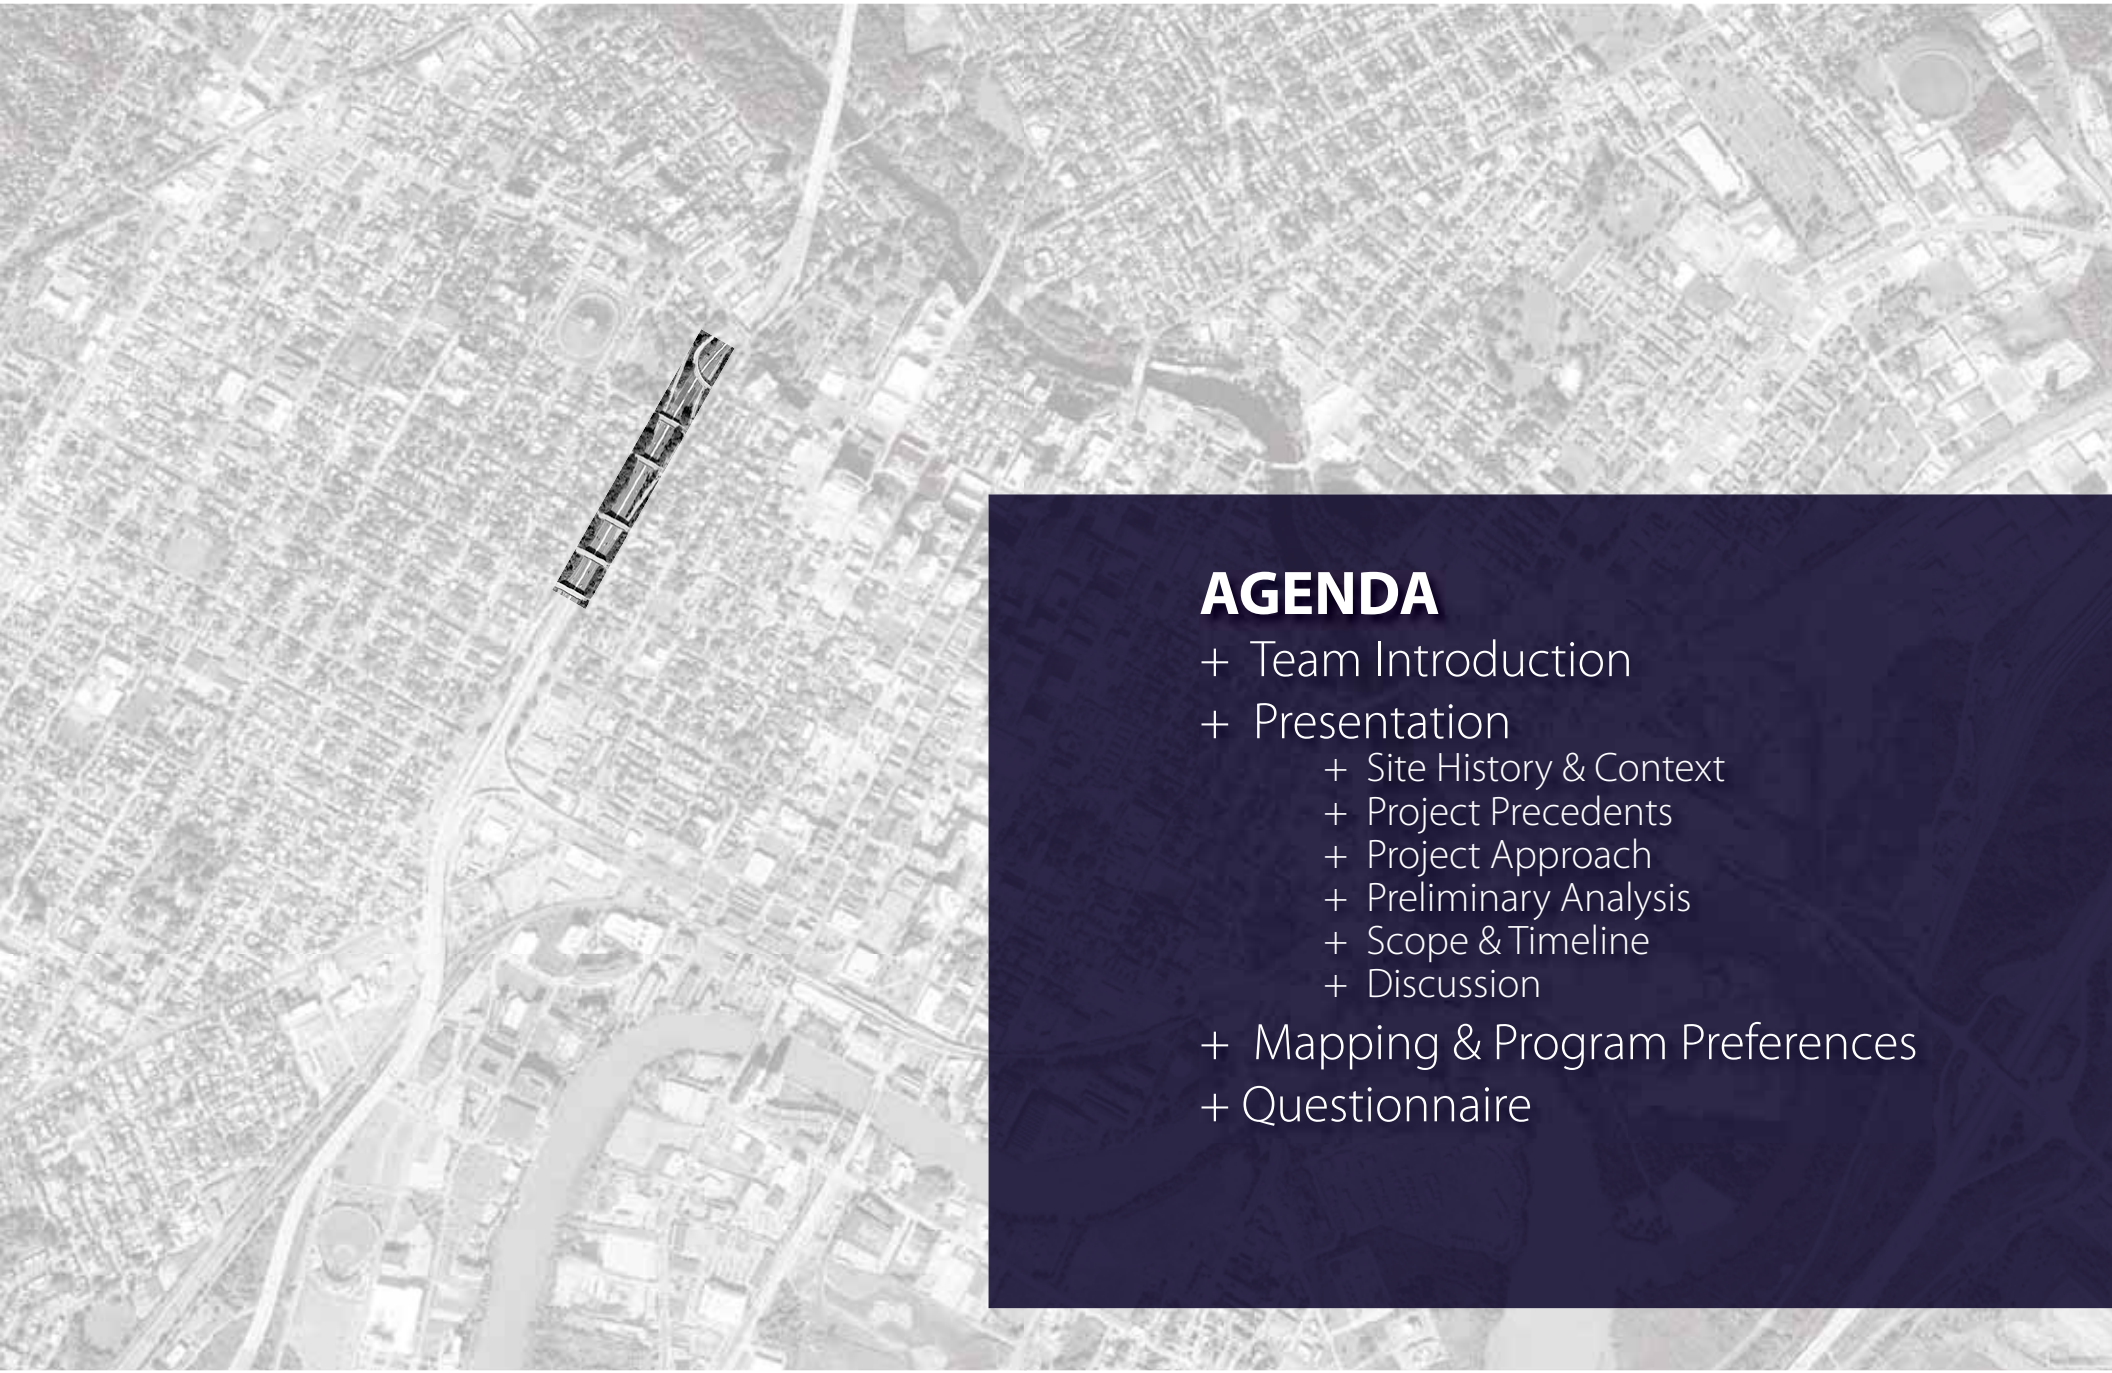 AGENDA
+ Team Introduction
+ Presentation
+ Site History & Context
+ Project Precedents
+ Project Approach
+ Preliminary Analysis
+ Scope & Timeline
+ Discussion
+ Mapping & Program Preferences
+ Questionnaire